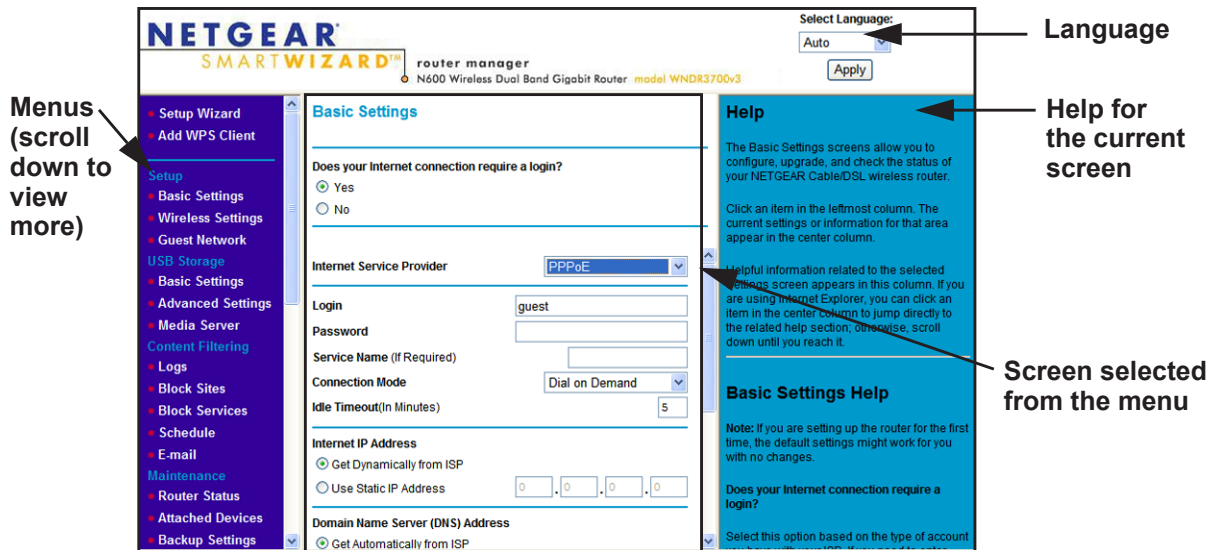 NETGEAR®
SMARTWIZARD™
router manager
N600 Wireless Dual Band Gigabit Router model WNDR3700v3
Select Language:
Auto
Apply
Language
Menus
(scroll
down to
view
more)
Setup Wizard
Add WPS Client
Setup
Basic Settings
Wireless Settings
Guest Network
USB Storage
Basic Settings
Advanced Settings
Media Server
Content Filtering
Logs
Block Sites
Block Services
Schedule
E-mail
Maintenance
Router Status
Attached Devices
Backup Settings
Basic Settings
Does your Internet connection require a login?
Yes
No
Internet Service Provider PPPoE
Login guest
Password
Service Name (If Required)
Connection Mode Dial on Demand
Idle Timeout(In Minutes) 5
Internet IP Address
Get Dynamically from ISP
Use Static IP Address 0 . 0 . 0 . 0
Domain Name Server (DNS) Address
Get Automatically from ISP
Help
The Basic Settings screens allow you to
configure, upgrade, and check the status of
your NETGEAR Cable/DSL wireless router.
Click an item in the leftmost column. The
current settings or information for that area
appear in the center column.
Helpful information related to the selected
settings screen appears in this column. If you
are using Internet Explorer, you can click an
item in the center column to jump directly to
the related help section; otherwise, scroll
down until you reach it.
Basic Settings Help
Note: If you are setting up the router for the first
time, the default settings might work for you
with no changes.
Does your Internet connection require a
login?
Select this option based on the type of account
you have with your ISP. If you need to enter
Help for
the current
screen
Screen selected
from the menu